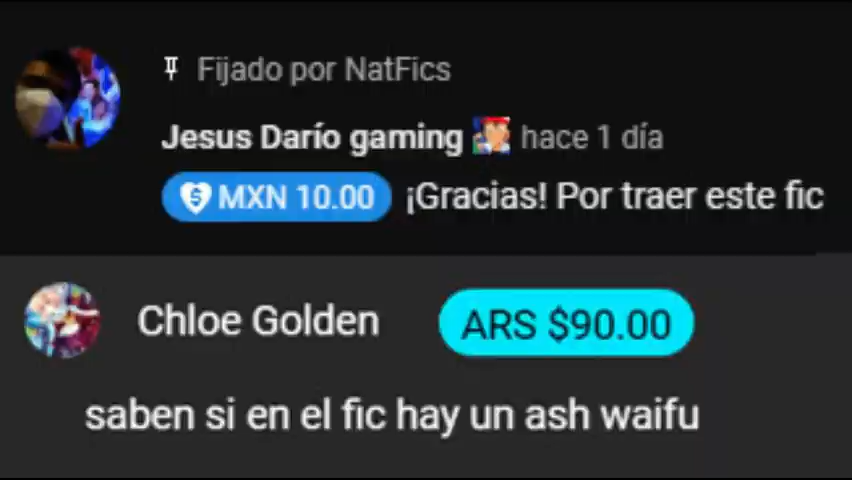 Fijado por NatFics
Jesus Darío gaming hace 1 día
MXN 10.00 ¡Gracias! Por traer este fic
Chloe Golden ARS $90.00
saben si en el fic hay un ash waifu